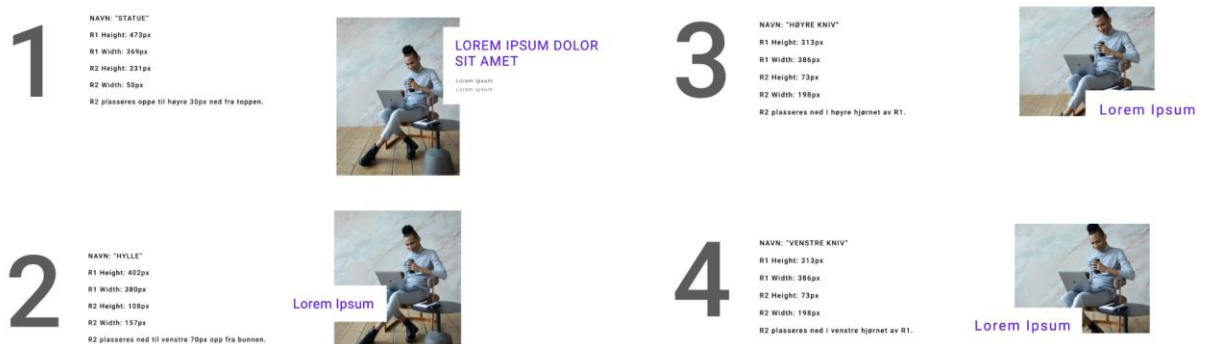 1
NAVN: "STATUE"
R1 Height: 473px
R1 Width: 369px
R2 Height: 231px
R2 Width: 50px
R2 plasseres oppe til høyre 30px ned fra toppen.
LOREM IPSUM DOLOR
SIT AMET
Lorem Ipsum
Lorem Ipsum
2
NAVN: "HYLLE"
R1 Height: 402px
R1 Width: 380px
R2 Height: 108px
R2 Width: 157px
R2 plasseres ned til venstre 70px opp fra bunnen.
Lorem Ipsum
3
NAVN: "HØYRE KNIV"
R1 Height: 313px
R1 Width: 386px
R2 Height: 73px
R2 Width: 198px
R2 plasseres ned i høyre hjørnet av R1.
Lorem Ipsum
4
NAVN: "VENSTRE KNIV"
R1 Height: 313px
R1 Width: 386px
R2 Height: 73px
R2 Width: 198px
R2 plasseres ned i venstre hjørnet av R1.
Lorem Ipsum